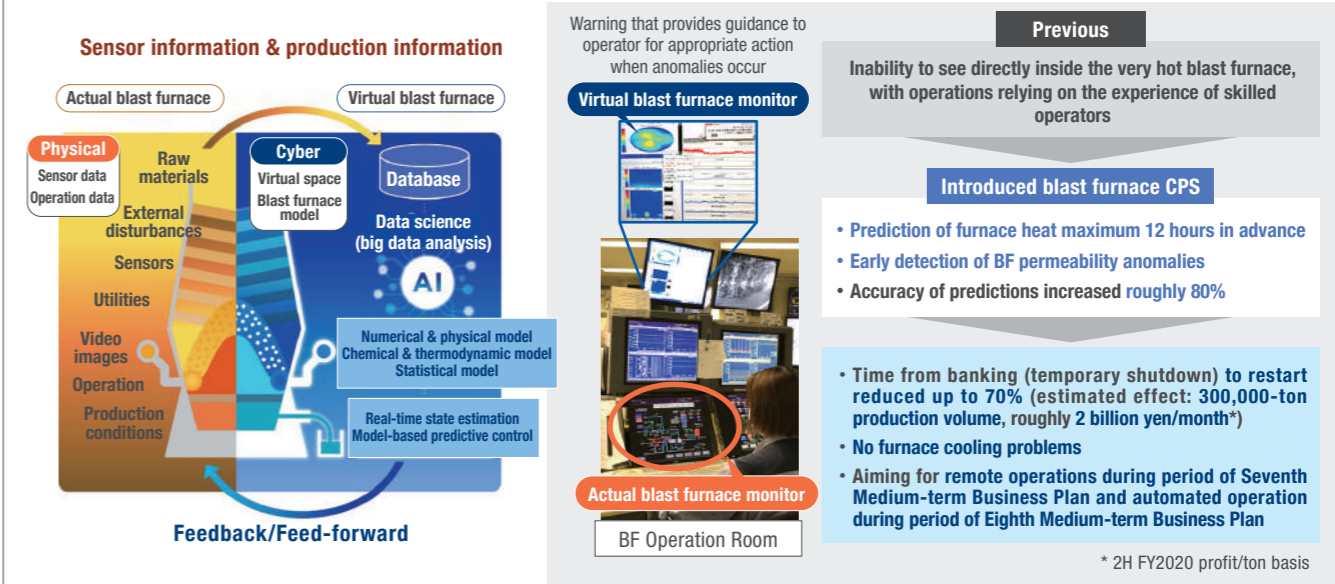 Sensor information & production information
Actual blast furnace
Virtual blast furnace
Physical
Sensor data
Operation data
Raw
materials
External
disturbances
Sensors
Utilities
Video
images
Operation
Production
conditions
Cyber
Virtual space
Blast furnace
model
Database
Data science
(big data analysis)
AI
Numerical & physical model
Chemical & thermodynamic model
Statistical model
Real-time state estimation
Model-based predictive control
Feedback/Feed-forward
Warning that provides guidance to
operator for appropriate action
when anomalies occur
Virtual blast furnace monitor
Actual blast furnace monitor
BF Operation Room
Previous
Inability to see directly inside the very hot blast furnace,
with operations relying on the experience of skilled
operators
Introduced blast furnace CPS
• Prediction of furnace heat maximum 12 hours in advance
• Early detection of BF permeability anomalies
• Accuracy of predictions increased roughly 80%
• Time from banking (temporary shutdown) to restart
reduced up to 70% (estimated effect: 300,000-ton
production volume, roughly 2 billion yen/month*)
• No furnace cooling problems
• Aiming for remote operations during period of Seventh
Medium-term Business Plan and automated operation
during period of Eighth Medium-term Business Plan
* 2H FY2020 profit/ton basis